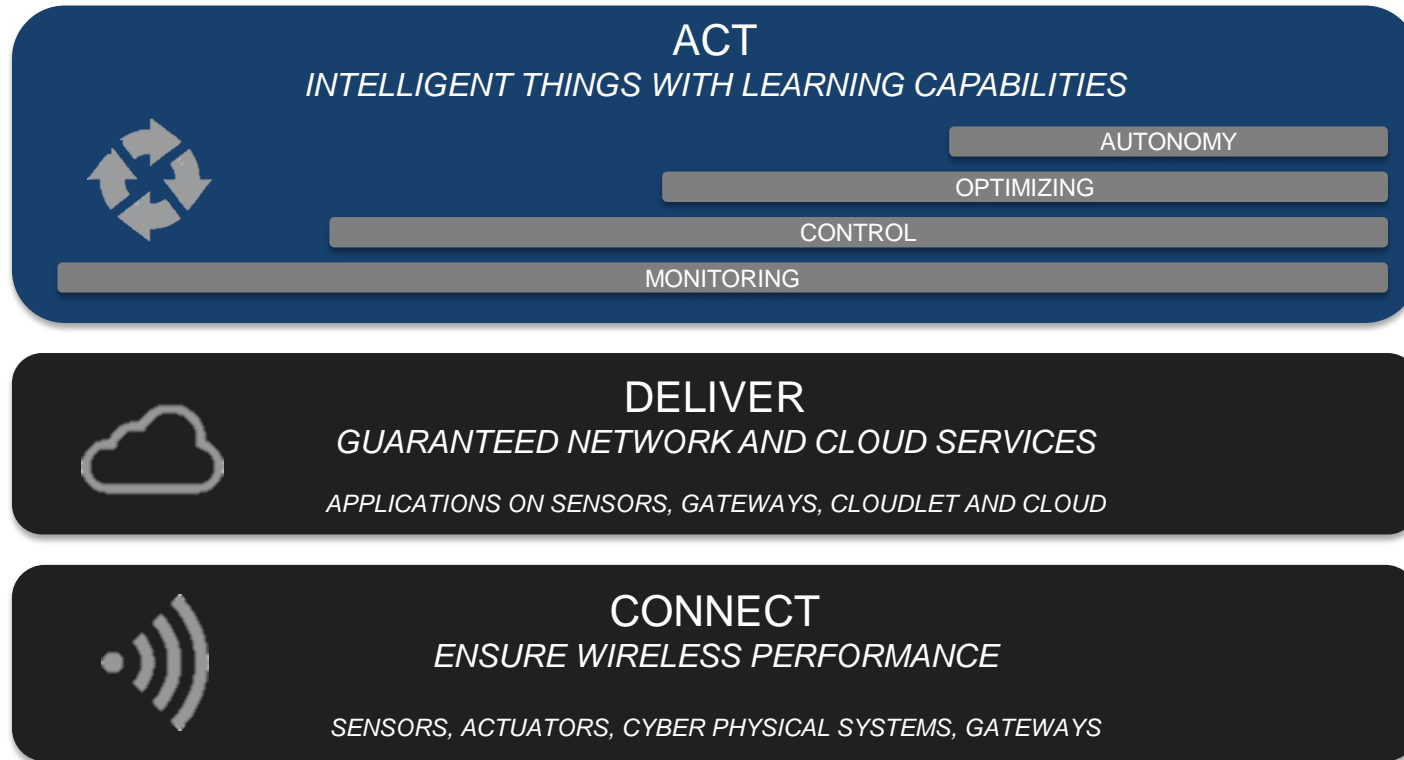 ACT
INTELLIGENT THINGS WITH LEARNING CAPABILITIES
AUTONOMY
OPTIMIZING
CONTROL
MONITORING
DELIVER
GUARANTEED NETWORK AND CLOUD SERVICES
APPLICATIONS ON SENSORS, GATEWAYS, CLOUDLET AND CLOUD
CONNECT
ENSURE WIRELESS PERFORMANCE
SENSORS, ACTUATORS, CYBER PHYSICAL SYSTEMS, GATEWAYS